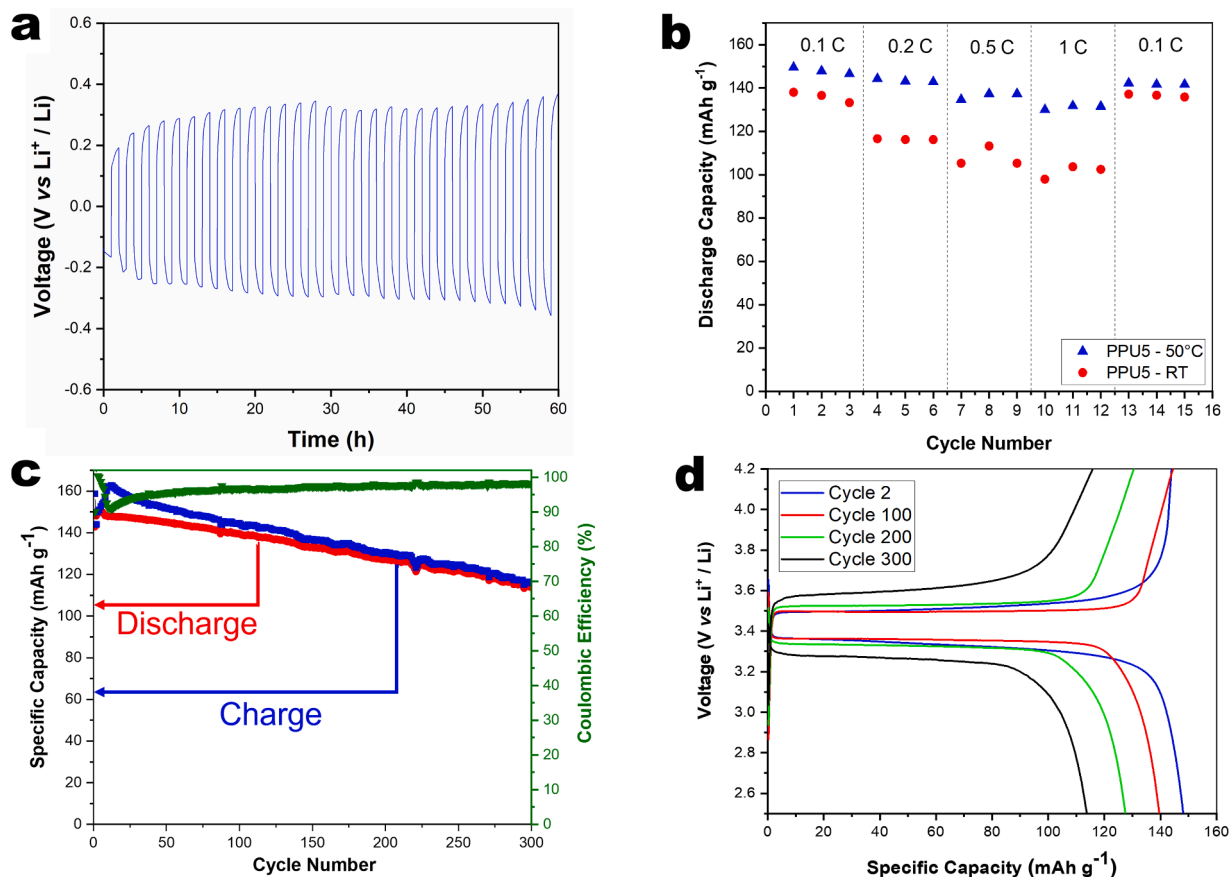 a
0.6
0.4
0.2
0.0
-0.2
-0.4
-0.6
Voltage (V vs Li⁺ / Li)
0 10 20 30 40 50 60
Time (h)
b
160
140
120
100
80
60
40
20
0
Discharge Capacity (mAh g⁻¹)
0.1 C 0.2 C 0.5 C 1 C 0.1 C
PPU5 - 50°C
PPU5 - RT
0 1 2 3 4 5 6 7 8 9 10 11 12 13 14 15 16
Cycle Number
c
160
140
120
100
80
60
40
20
0
Specific Capacity (mAh g⁻¹)
Discharge
Charge
100
90
80
70
60
50
40
30
20
10
0
Coulombic Efficiency (%)
0 50 100 150 200 250 300
Cycle Number
d
4.2
4.0
3.8
3.6
3.4
3.2
3.0
2.8
2.6
Voltage (V vs Li⁺ / Li)
Cycle 2
Cycle 100
Cycle 200
Cycle 300
0 20 40 60 80 100 120 140 160
Specific Capacity (mAh g⁻¹)